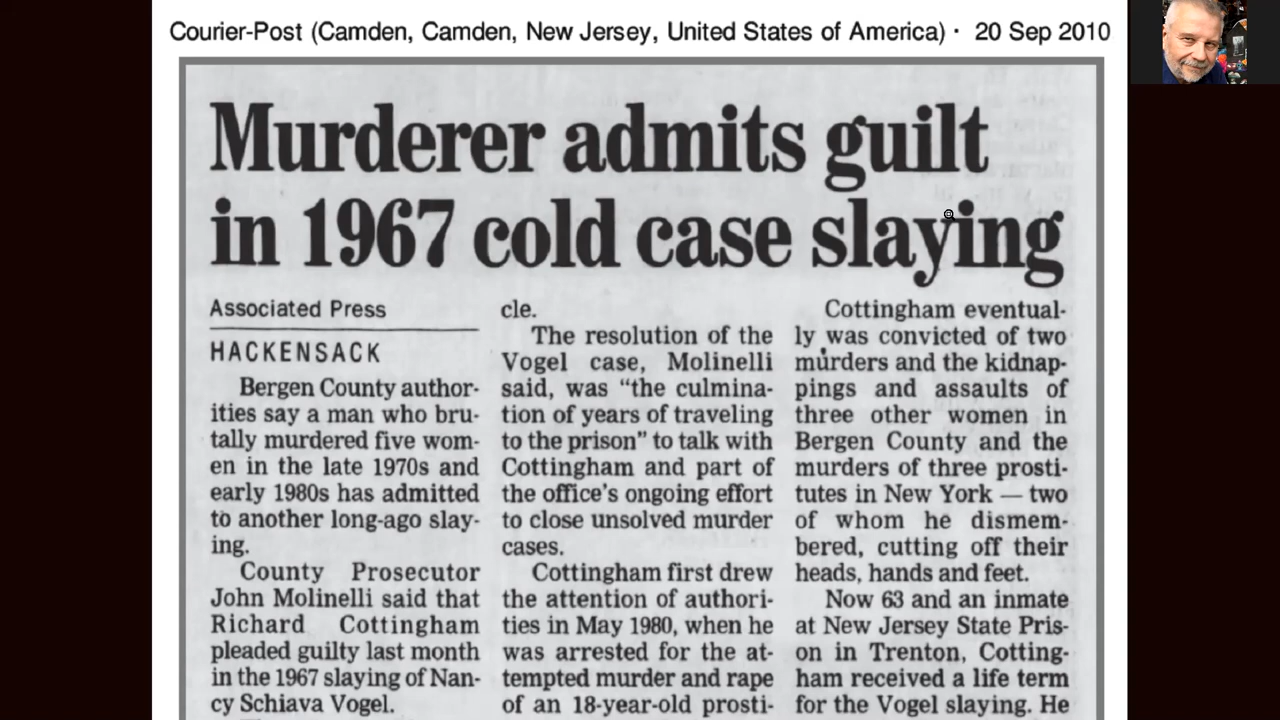 Courier-Post (Camden, Camden, New Jersey, United States of America) · 20 Sep 2010
Murderer admits guilt
in 1967 cold case slaying
Associated Press
HACKENSACK
Bergen County author-
ities say a man who bru-
tally murdered five wom-
en in the late 1970s and
early 1980s has admitted
to another long-ago slay-
ing.
County Prosecutor
John Molinelli said that
Richard Cottingham
pleaded guilty last month
in the 1967 slaying of Nan-
cy Schiava Vogel.
cle.
The resolution of the
Vogel case, Molinelli
said, was “the culmina-
tion of years of traveling
to the prison” to talk with
Cottingham and part of
the office's ongoing effort
to close unsolved murder
cases.
Cottingham first drew
the attention of authori-
ties in May 1980, when he
was arrested for the at-
tempted murder and rape
of an 18-year-old prosti-
Cottingham eventual-
ly was convicted of two
murders and the kidnap-
pings and assaults of
three other women in
Bergen County and the
murders of three prosti-
tutes in New York — two
of whom he dismem-
bered, cutting off their
heads, hands and feet.
Now 63 and an inmate
at New Jersey State Pris-
on in Trenton, Cotting-
ham received a life term
for the Vogel slaying. He